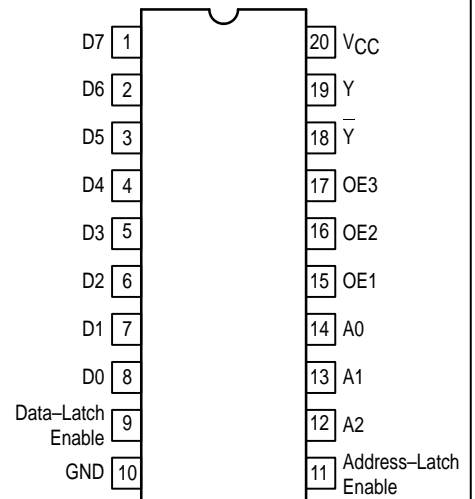 D7 1 20 VCC
D6 2 19 Y
D5 3 18 Y
D4 4 17 OE3
D3 5 16 OE2
D2 6 15 OE1
D1 7 14 A0
D0 8 13 A1
Data–Latch Enable 9 12 A2
GND 10 11 Address–Latch Enable